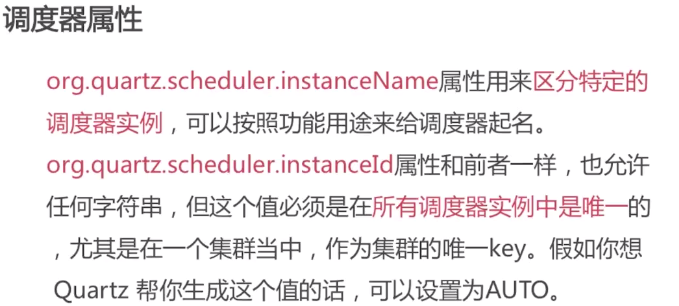 调度器属性
org.quartz.scheduler.instanceName属性用来区分特定的
调度器实例，可以按照功能用途来给调度器起名。
org.quartz.scheduler.instanceId属性和前者一样，也允许
任何字符串，但这个值必须是在所有调度器实例中是唯一的
，尤其是在一个集群当中，作为集群的唯一key。假如你想
Quartz 帮你生成这个值的话，可以设置为AUTO。